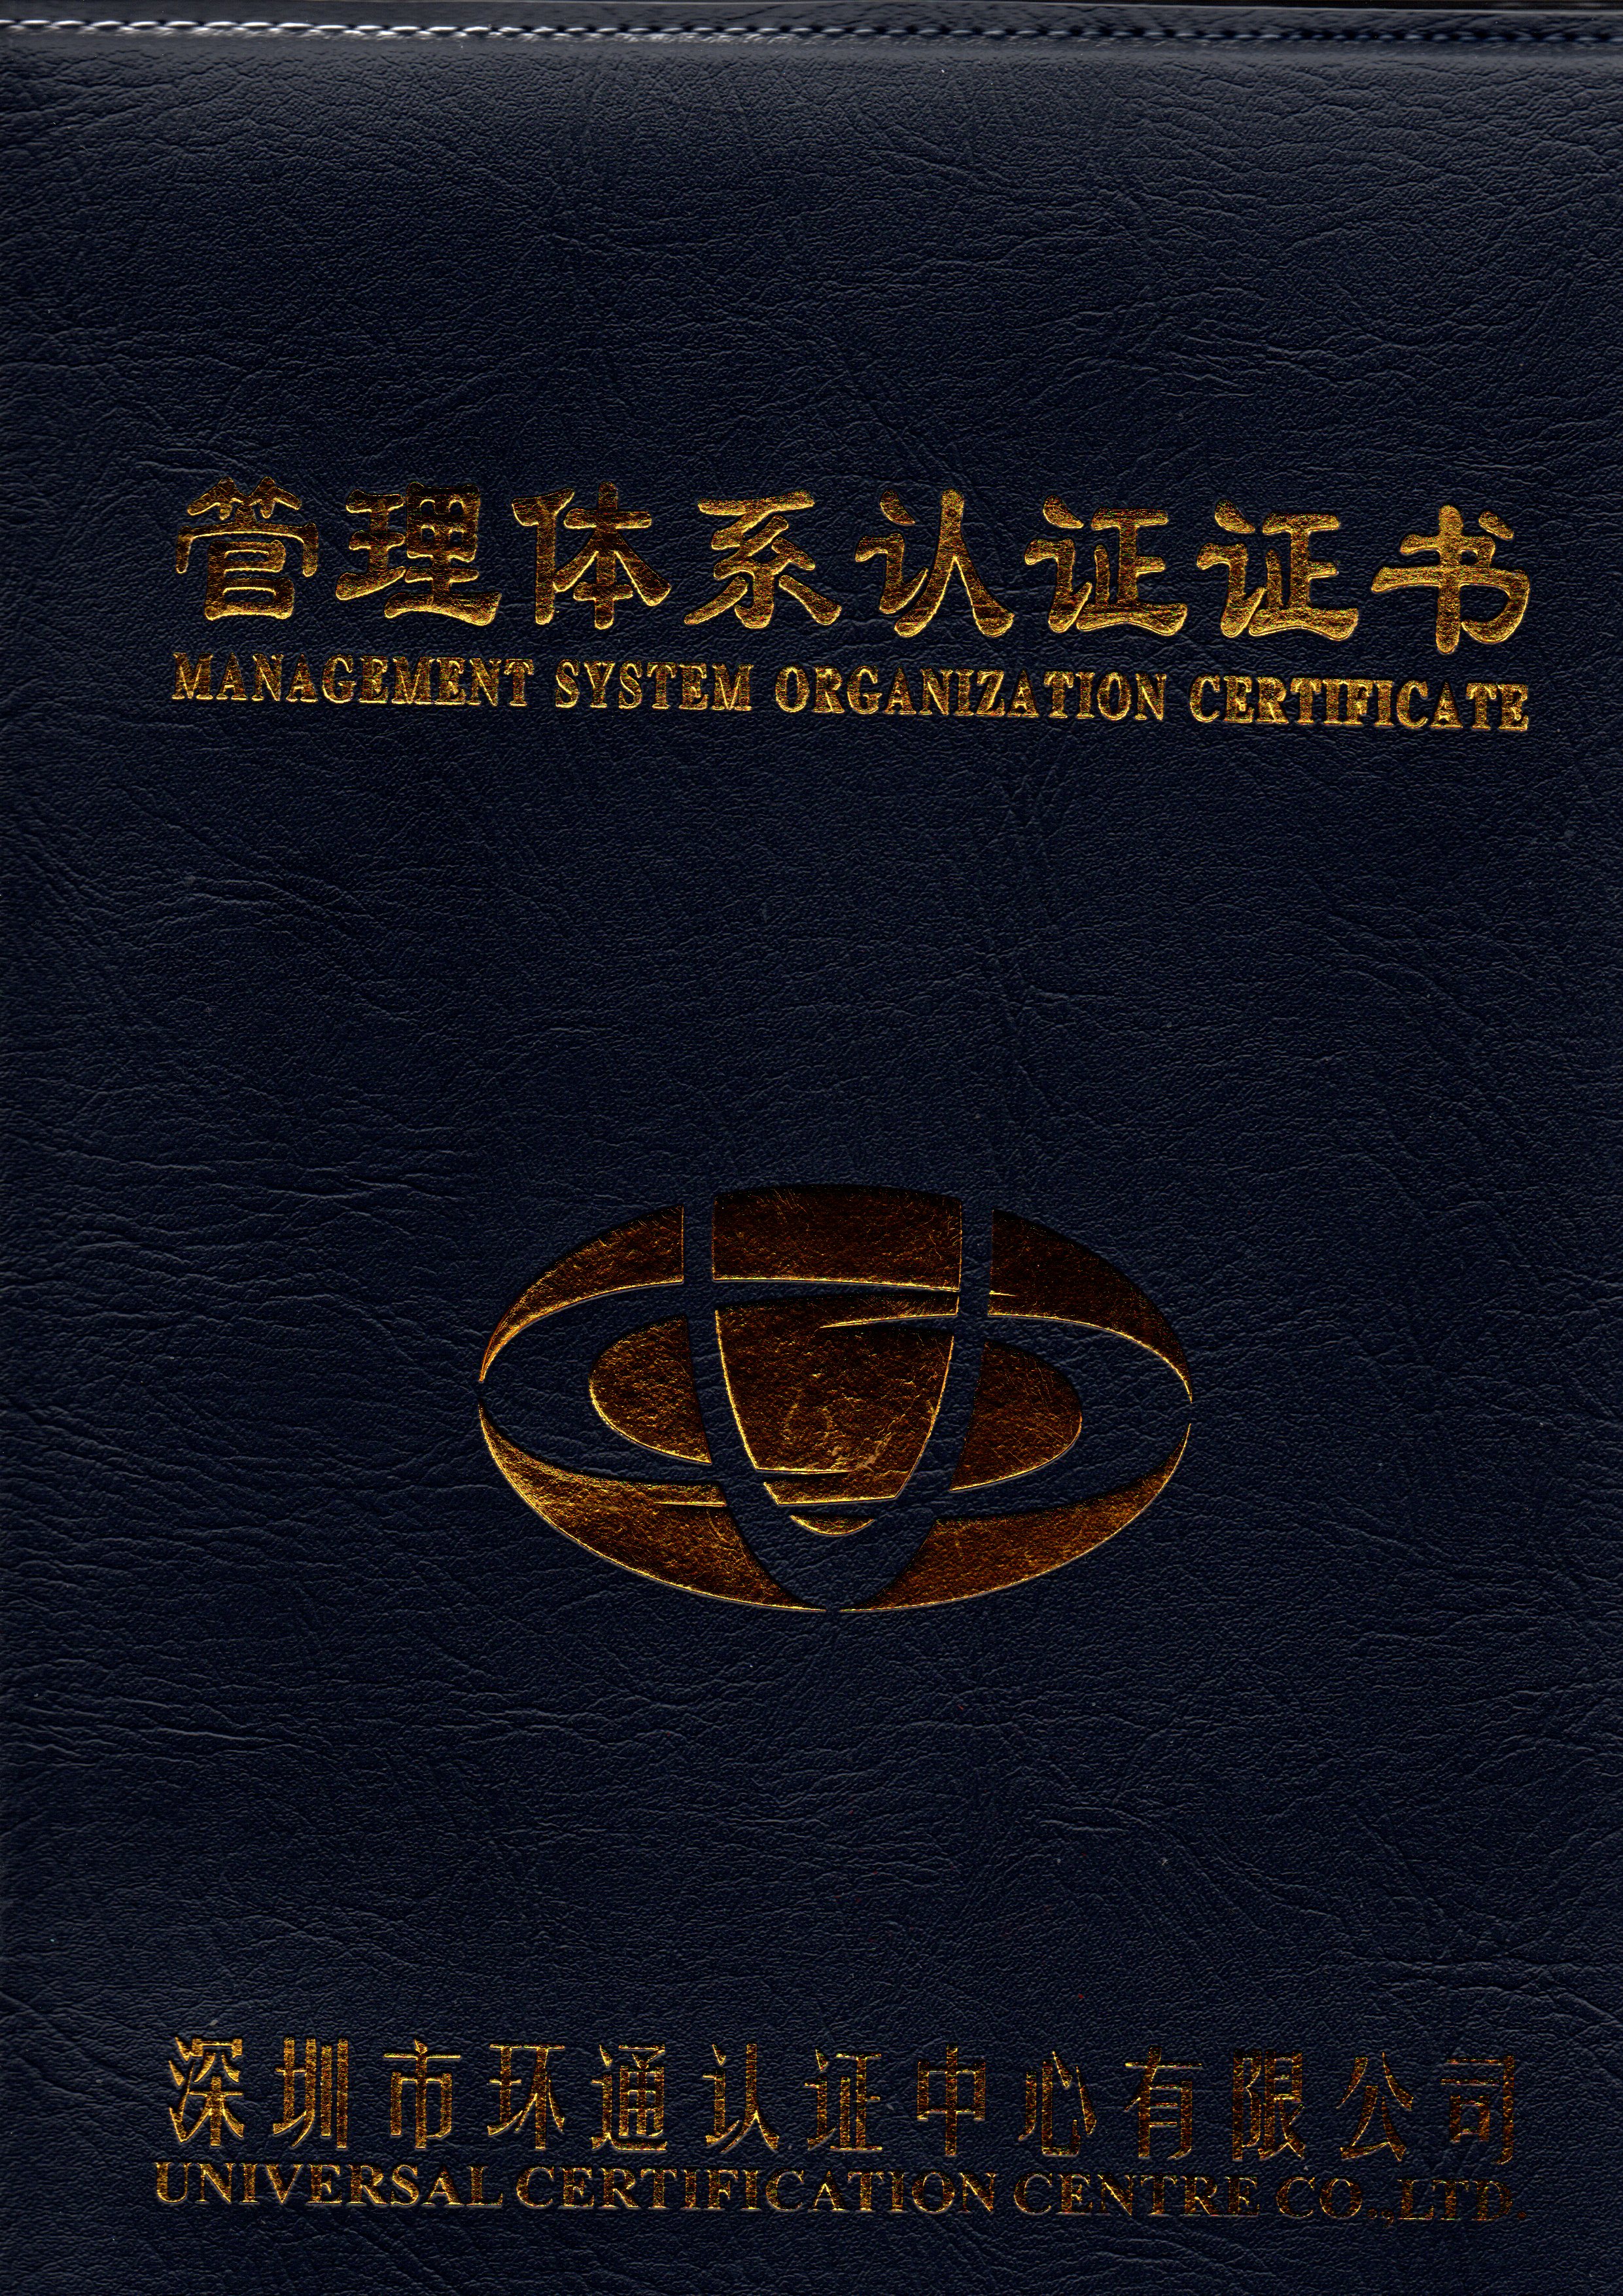 管理体系认证证书
MANAGEMENT SYSTEM ORGANIZATION CERTIFICATE
深圳市环通认证中心有限公司
UNIVERSAL CERTIFICATION CENTRE CO.,LTD.